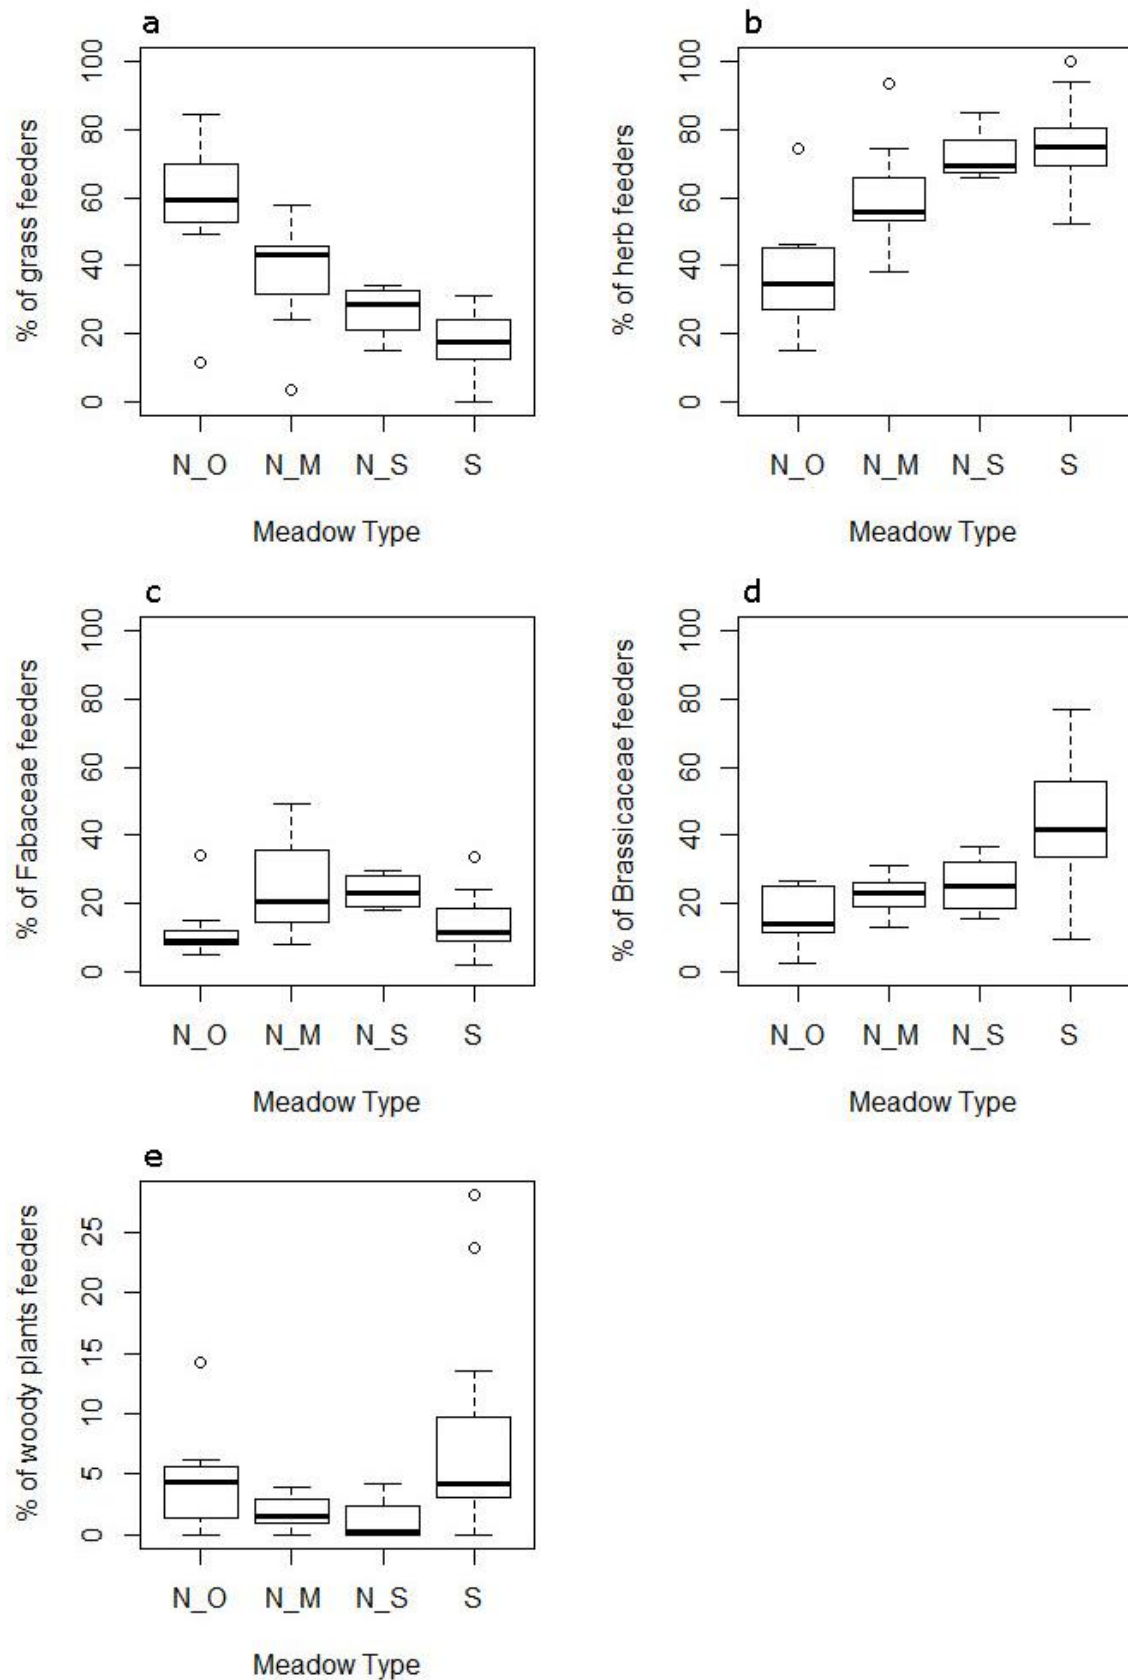 a
% of grass feeders
100
80
60
40
20
0
N_O N_M N_S S
Meadow Type
b
% of herb feeders
100
80
60
40
20
0
N_O N_M N_S S
Meadow Type
c
% of Fabaceae feeders
100
80
60
40
20
0
N_O N_M N_S S
Meadow Type
d
% of Brassicaceae feeders
100
80
60
40
20
0
N_O N_M N_S S
Meadow Type
e
% of woody plants feeders
25
20
15
10
5
0
N_O N_M N_S S
Meadow Type